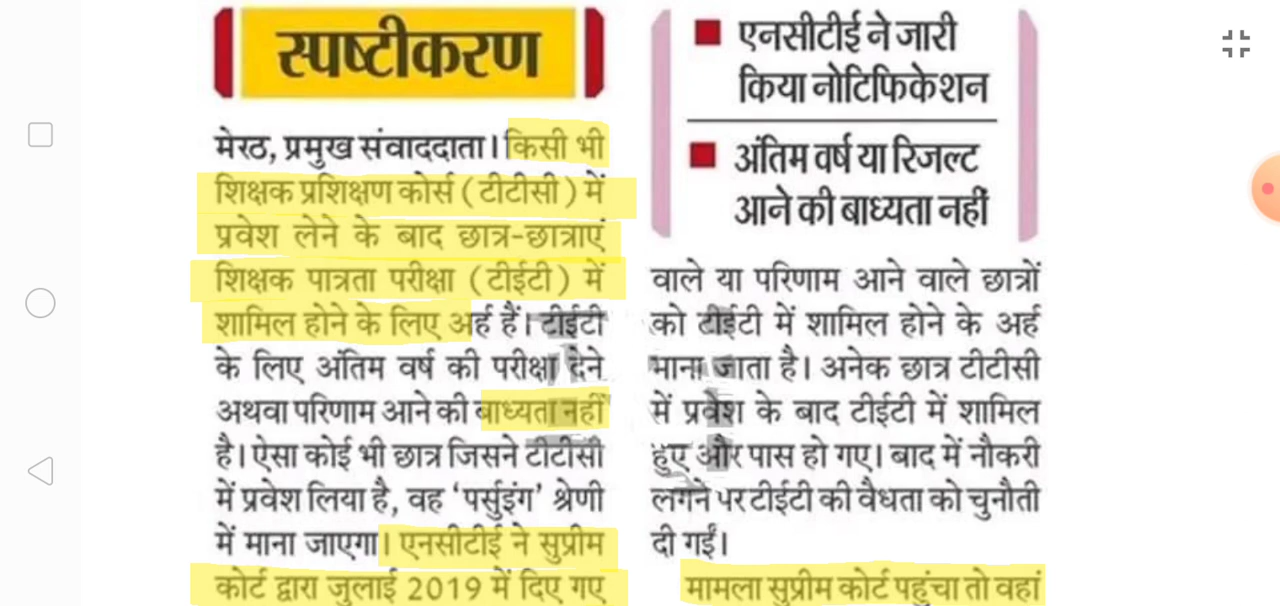 स्पष्टीकरण
मेरठ, प्रमुख संवाददाता। किसी भी
शिक्षक प्रशिक्षण कोर्स (टीटीसी) में
प्रवेश लेने के बाद छात्र-छात्राएं
शिक्षक पात्रता परीक्षा (टीईटी) में
शामिल होने के लिए अर्ह हैं। टीईटी
के लिए अंतिम वर्ष की परीक्षा देने
अथवा परिणाम आने की बाध्यता नहीं
है। ऐसा कोई भी छात्र जिसने टीटीसी
में प्रवेश लिया है, वह ‘पर्सुइंग’ श्रेणी
में माना जाएगा। एनसीटीई ने सुप्रीम
कोर्ट द्वारा जुलाई 2019 में दिए गए
एनसीटीई ने जारी
किया नोटिफिकेशन
अंतिम वर्ष या रिजल्ट
आने की बाध्यता नहीं
वाले या परिणाम आने वाले छात्रों
को टीईटी में शामिल होने के अर्ह
माना जाता है। अनेक छात्र टीटीसी
में प्रवेश के बाद टीईटी में शामिल
हुए और पास हो गए। बाद में नौकरी
लगने पर टीईटी की वैधता को चुनौती
दी गईं।
मामला सुप्रीम कोर्ट पहुंचा तो वहां